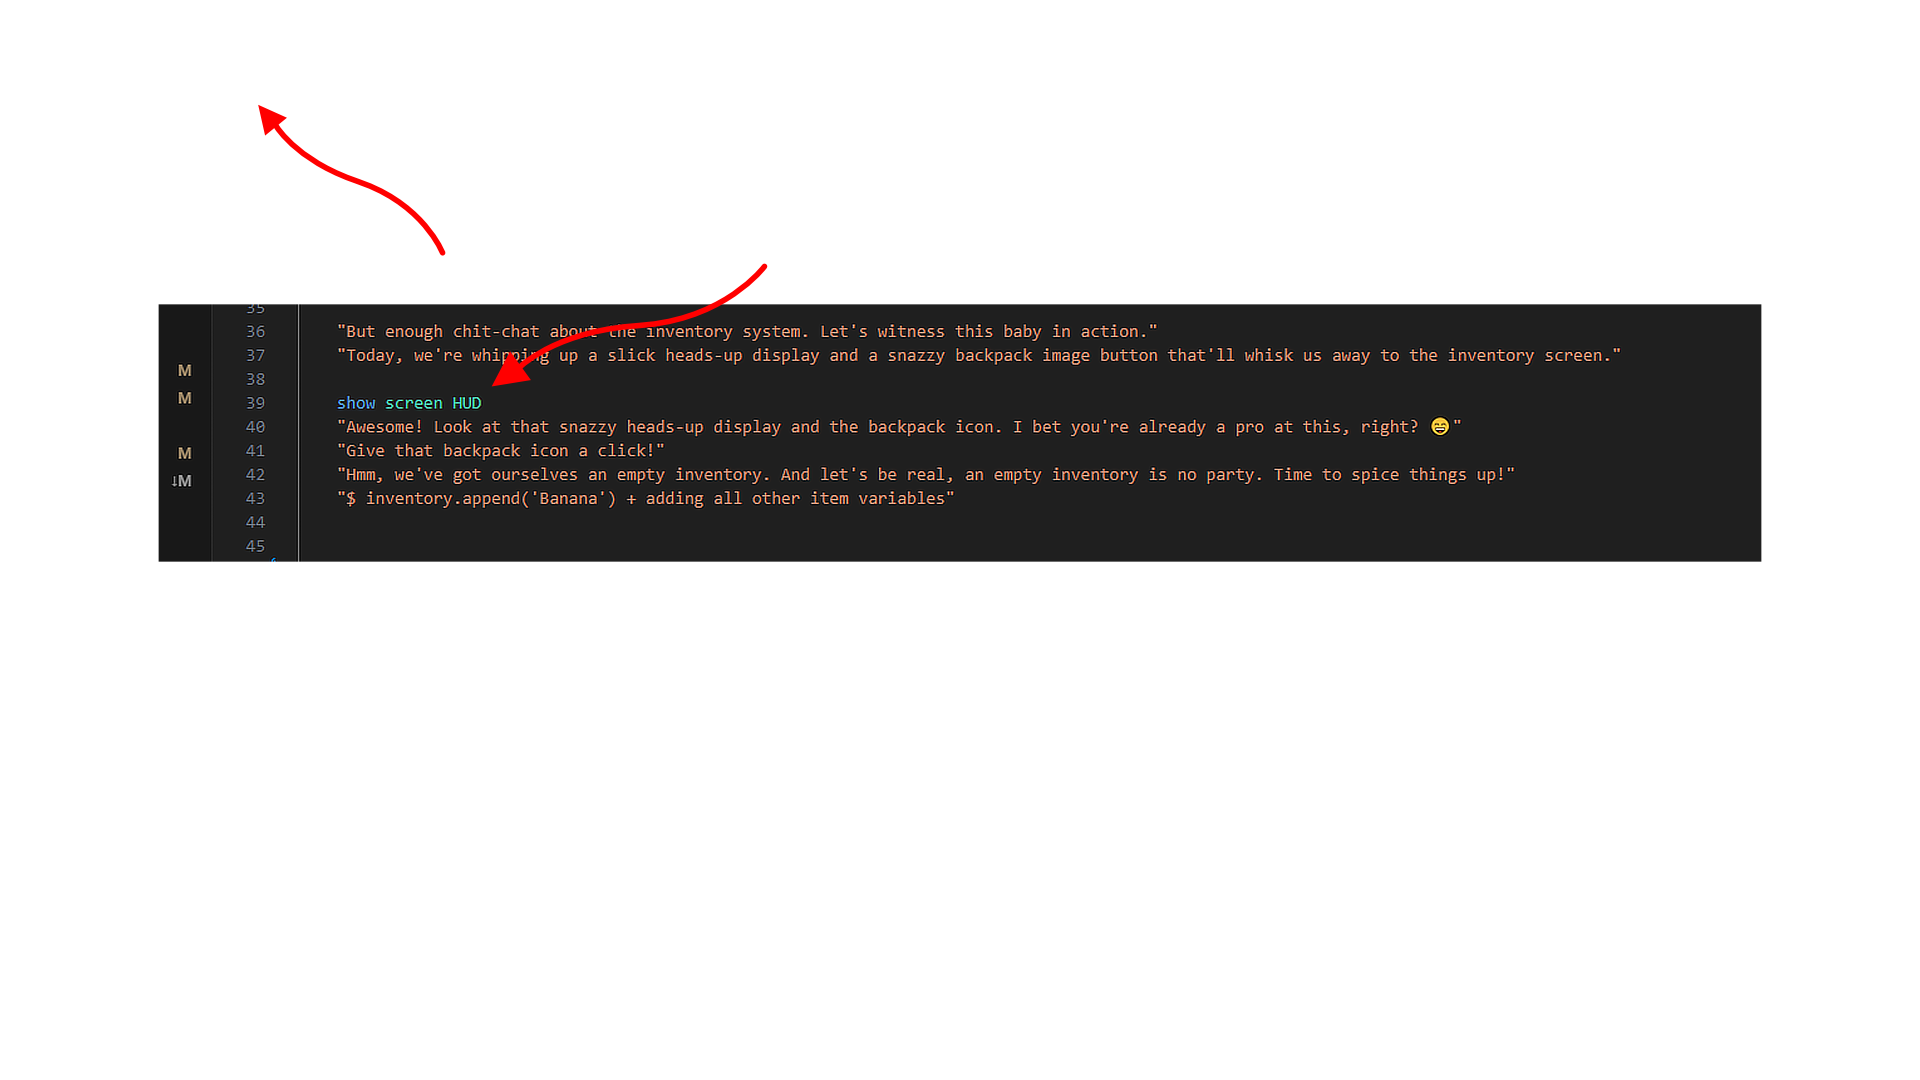 35
36 "But enough chit-chat about the inventory system. Let's witness this baby in action."
37 "Today, we're whipping up a slick heads-up display and a snazzy backpack image button that'll whisk us away to the inventory screen."
M
38
M
39 show screen HUD
40 "Awesome! Look at that snazzy heads-up display and the backpack icon. I bet you're already a pro at this, right? 😁"
M
41 "Give that backpack icon a click!"
↓M
42 "Hmm, we've got ourselves an empty inventory. And let's be real, an empty inventory is no party. Time to spice things up!"
43 "$ inventory.append('Banana') + adding all other item variables"
44
45